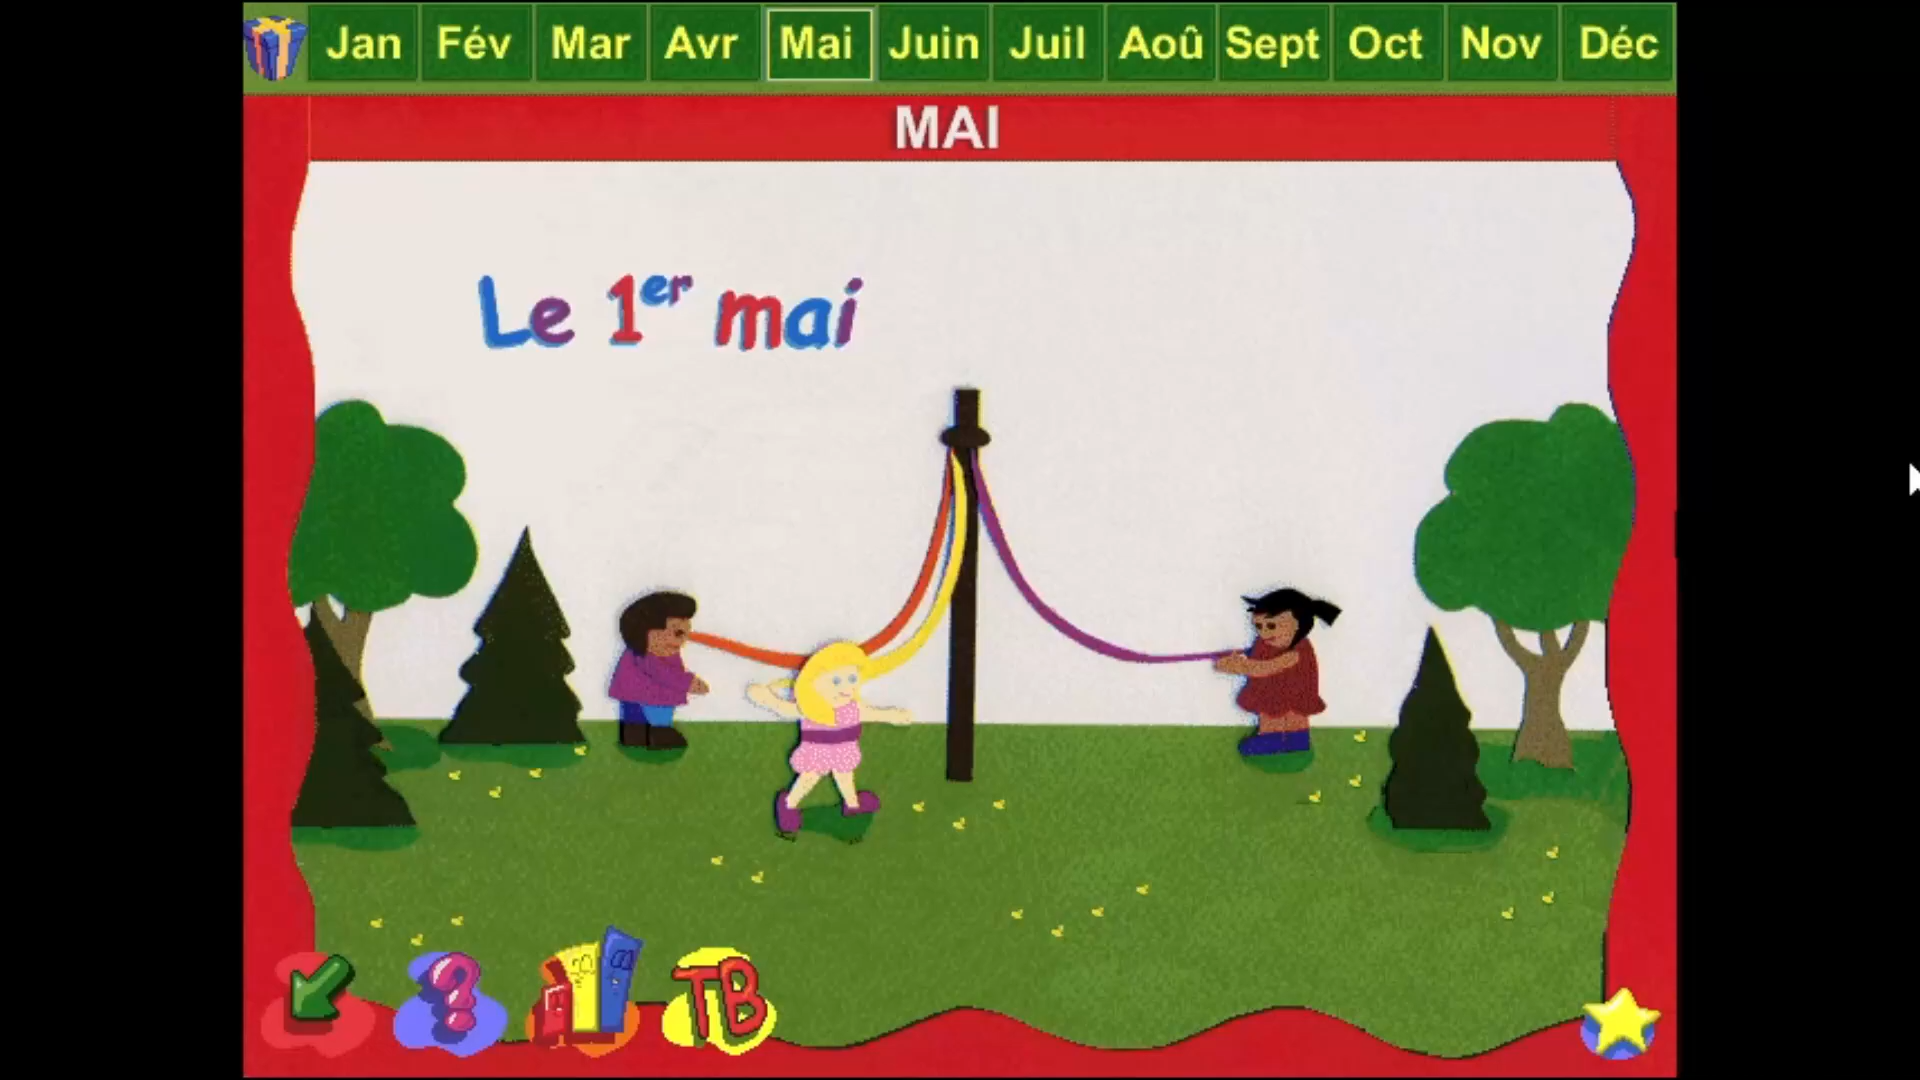 Jan Fév Mar Avr Mai Juin Juil Aoû Sept Oct Nov Déc
MAI
Le 1er mai
TB